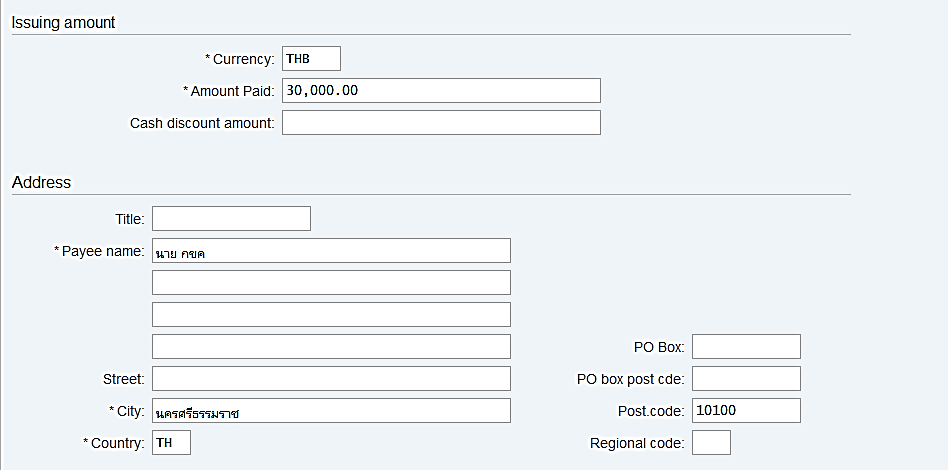 Issuing amount
* Currency: THB
* Amount Paid: 30,000.00
Cash discount amount:
Address
Title:
* Payee name: นาย กขค
PO Box:
Street: PO box post cde:
* City: นครศรีธรรมราช Post.code: 10100
* Country: TH Regional code: